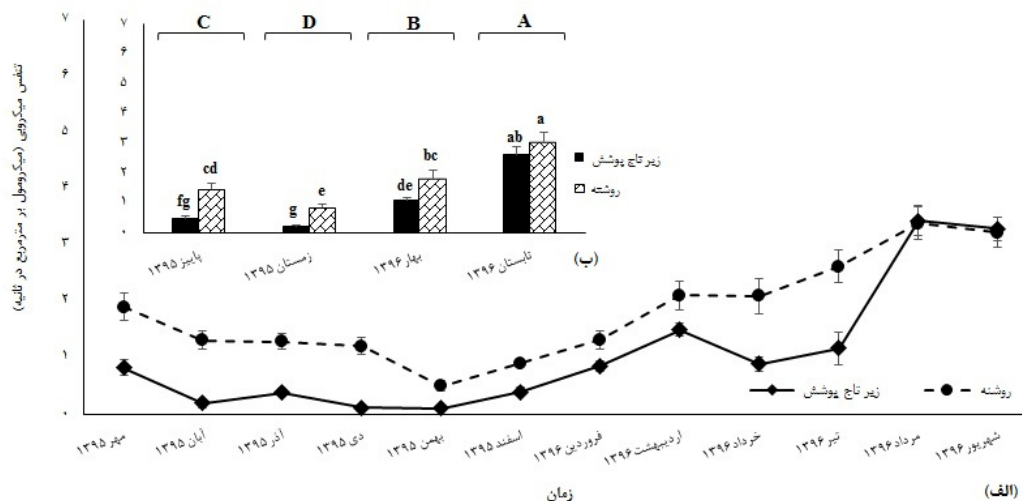 تنفس میکروبی (میکرومول بر مترمربع در ثانیه)
۷
۶
۵
۴
۳
۲
۱
۰
C D B A
۷
۶
۵
۴
۳
۲
۱
۰
fg cd g e de bc ab a
زیر تاج پوشش
روشنه
پاییز ۱۳۹۵ زمستان ۱۳۹۵ بهار ۱۳۹۶ تابستان ۱۳۹۶
(ب)
زیر تاج پوشش روشنه
مهر ۱۳۹۵ آبان ۱۳۹۵ آذر ۱۳۹۵ دی ۱۳۹۵ بهمن ۱۳۹۵ اسفند ۱۳۹۵ فروردین ۱۳۹۶ اردیبهشت ۱۳۹۶ خرداد ۱۳۹۶ تیر ۱۳۹۶ مرداد ۱۳۹۶ شهریور ۱۳۹۶
زمان
(الف)